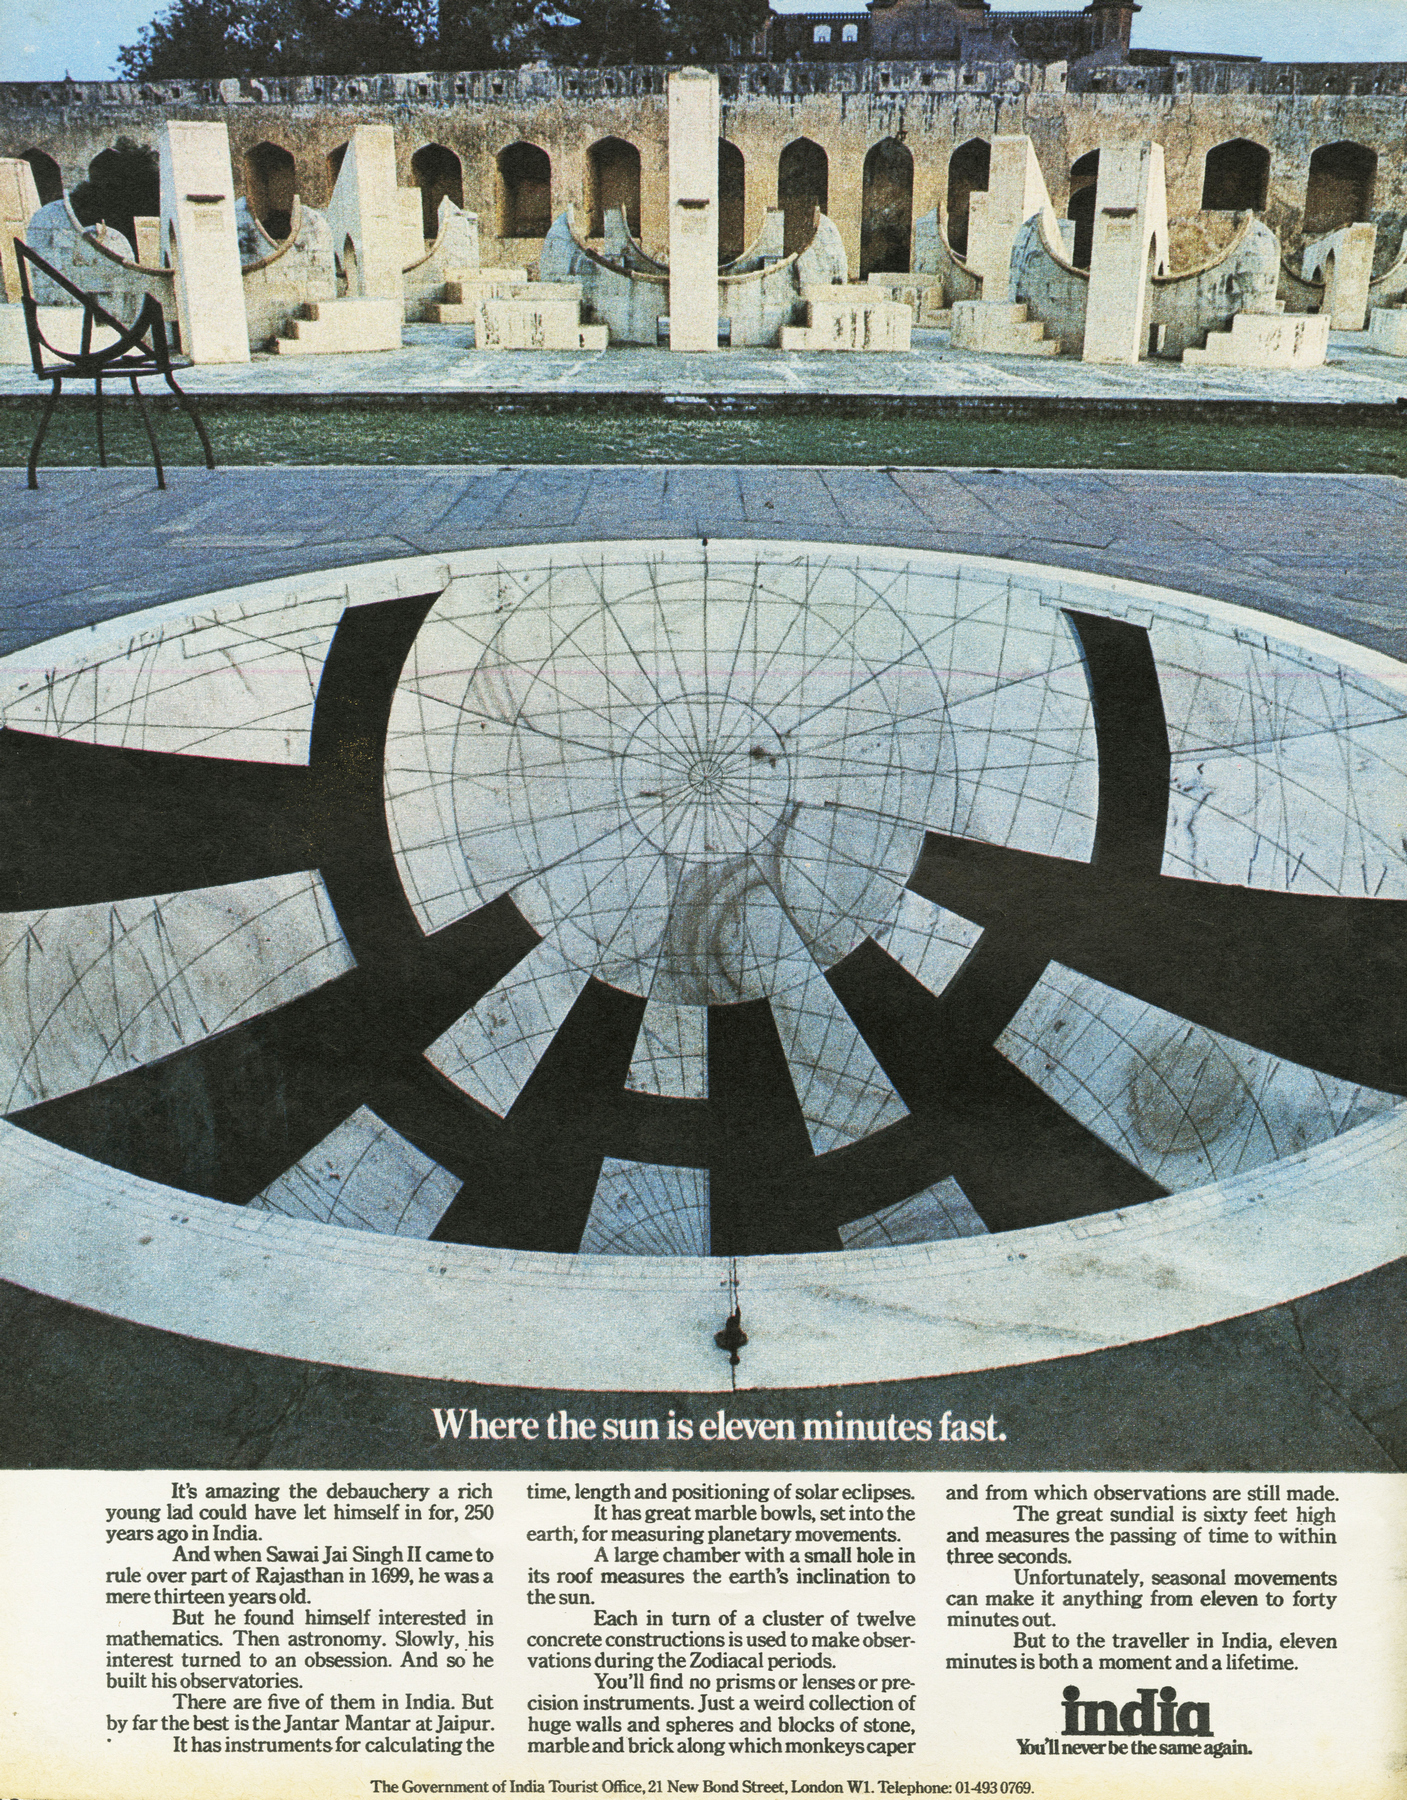 Where the sun is eleven minutes fast.
It's amazing the debauchery a rich
young lad could have let himself in for, 250
years ago in India.
And when Sawai Jai Singh II came to
rule over part of Rajasthan in 1699, he was a
mere thirteen years old.
But he found himself interested in
mathematics. Then astronomy. Slowly, his
interest turned to an obsession. And so he
built his observatories.
There are five of them in India. But
by far the best is the Jantar Mantar at Jaipur.
It has instruments for calculating the
time, length and positioning of solar eclipses.
It has great marble bowls, set into the
earth, for measuring planetary movements.
A large chamber with a small hole in
its roof measures the earth's inclination to
the sun.
Each in turn of a cluster of twelve
concrete constructions is used to make obser-
vations during the Zodiacal periods.
You'll find no prisms or lenses or pre-
cision instruments. Just a weird collection of
huge walls and spheres and blocks of stone,
marble and brick along which monkeys caper
and from which observations are still made.
The great sundial is sixty feet high
and measures the passing of time to within
three seconds.
Unfortunately, seasonal movements
can make it anything from eleven to forty
minutes out.
But to the traveller in India, eleven
minutes is both a moment and a lifetime.
india
You'll never be the same again.
The Government of India Tourist Office, 21 New Bond Street, London W1. Telephone: 01-493 0769.